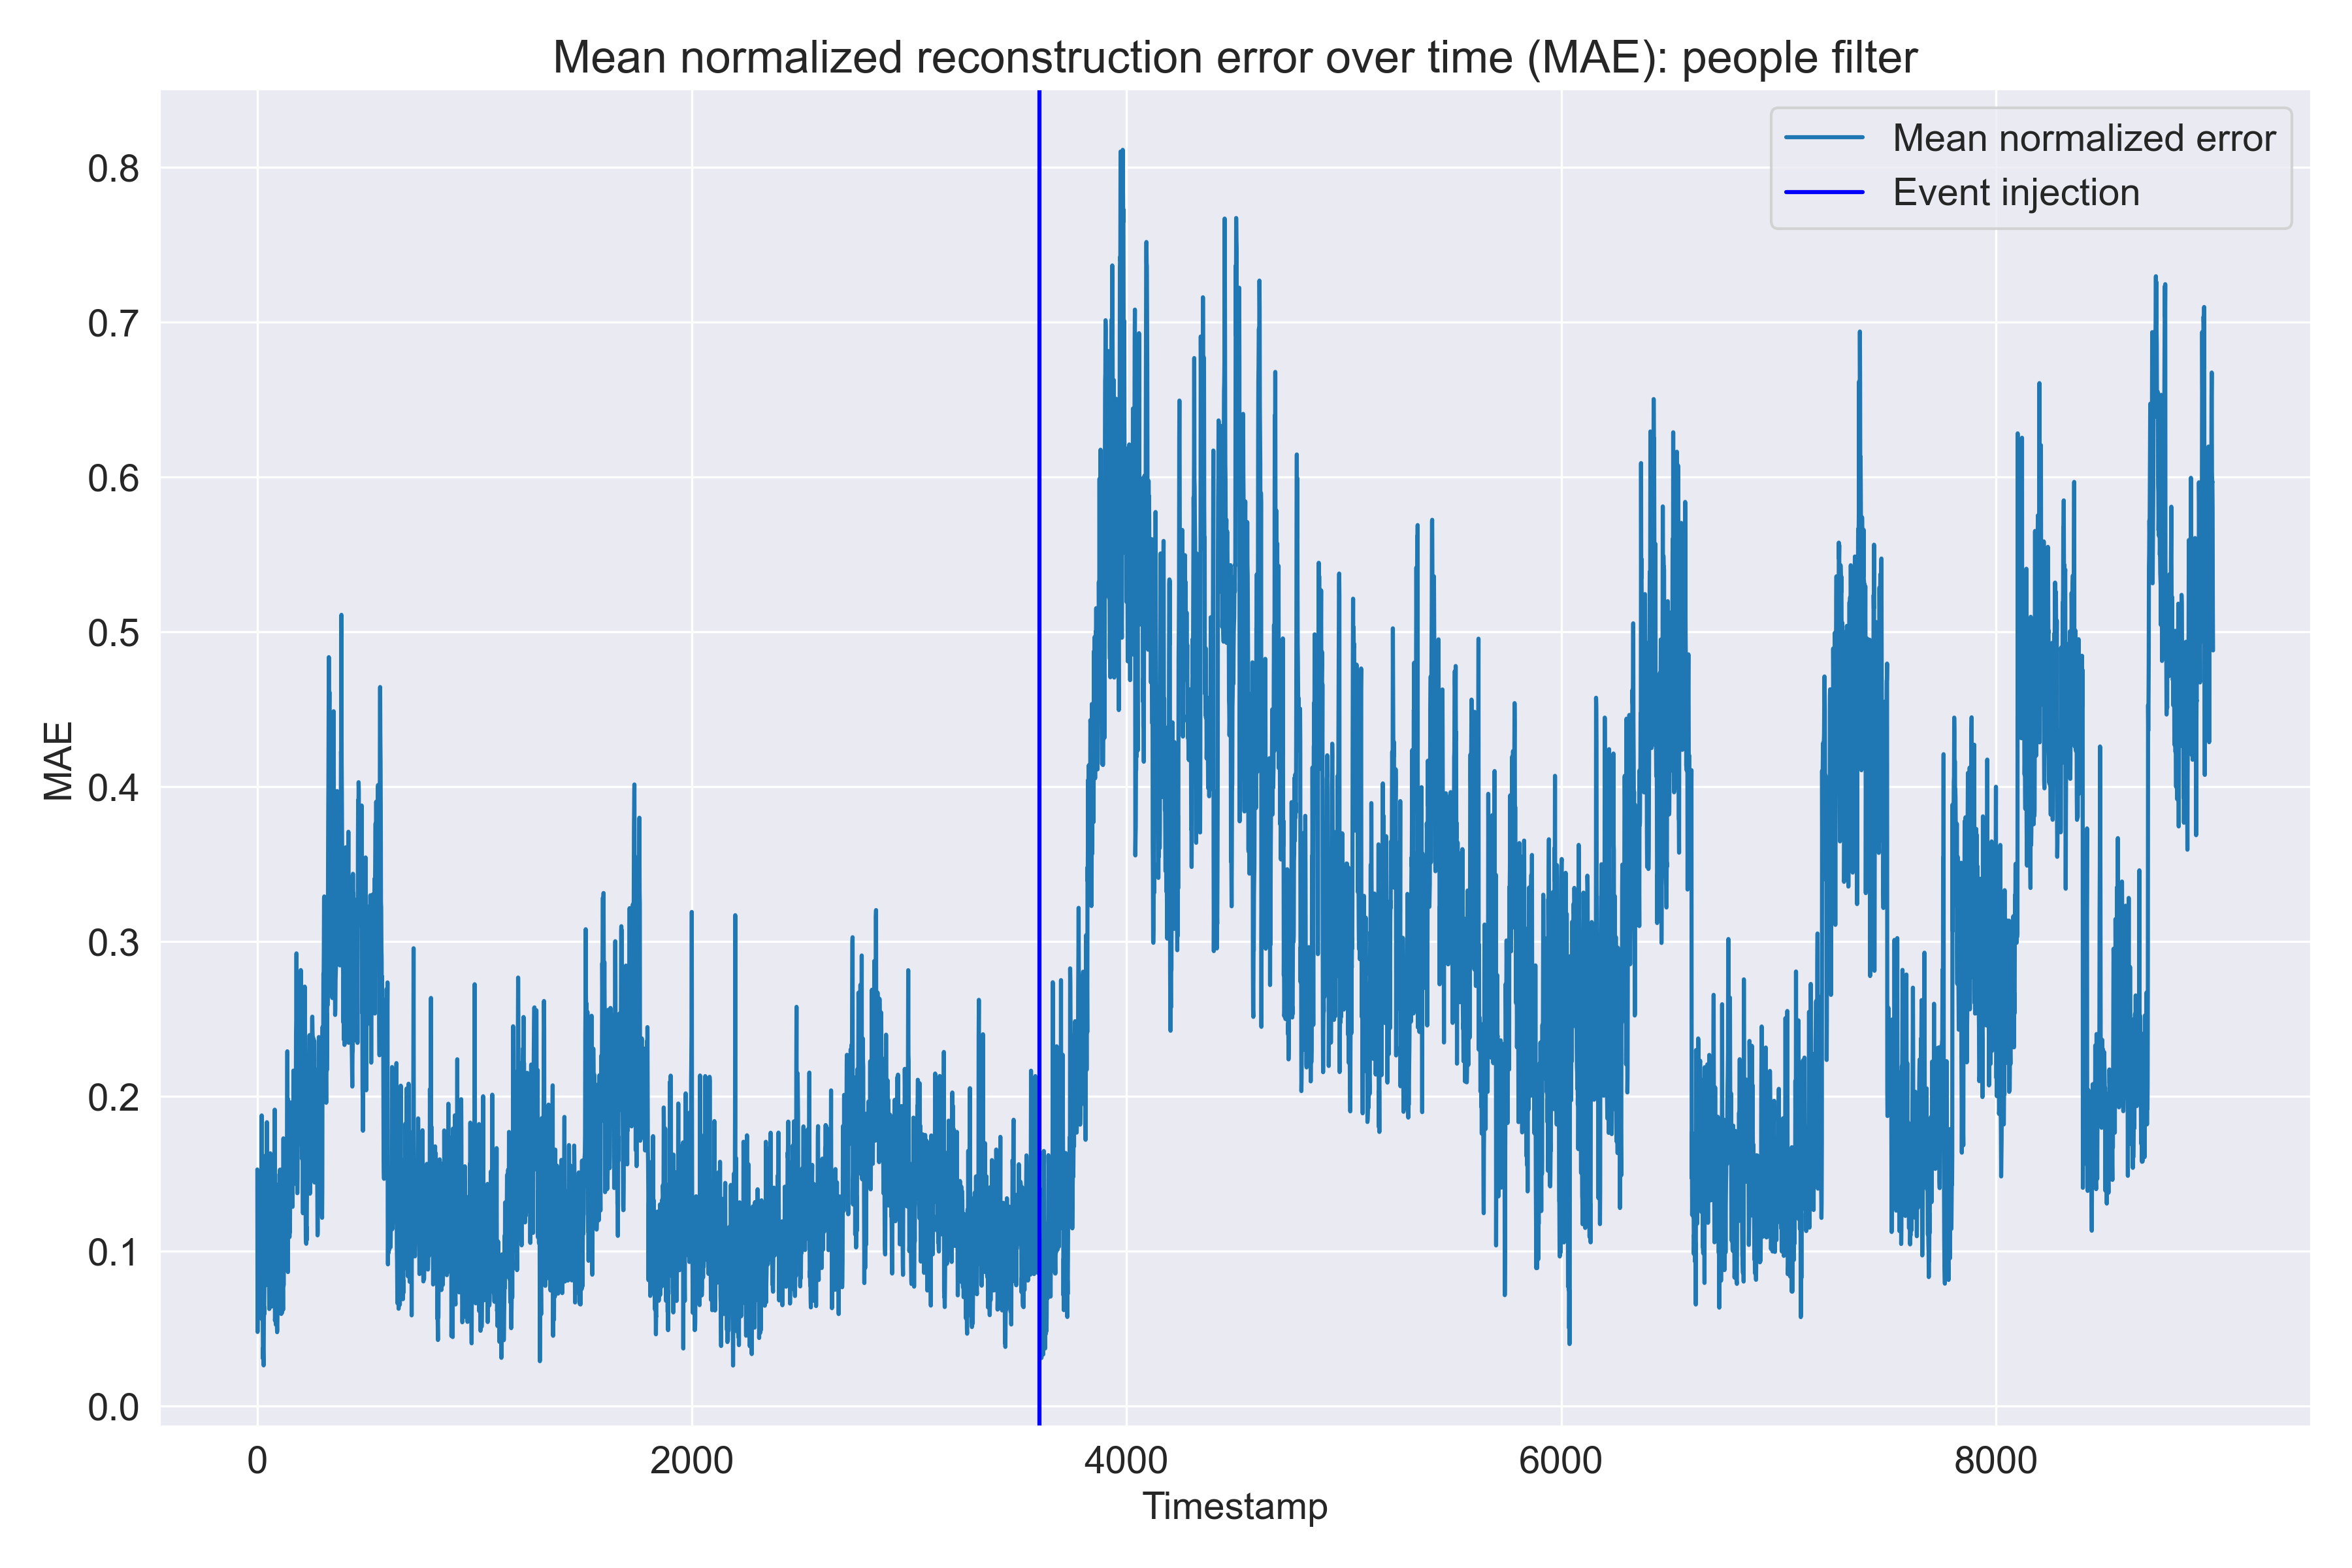 Mean normalized reconstruction error over time (MAE): people filter
Mean normalized error
Event injection
0.8
0.7
0.6
0.5
0.4
0.3
0.2
0.1
0.0
MAE
0 2000 4000 6000 8000
Timestamp